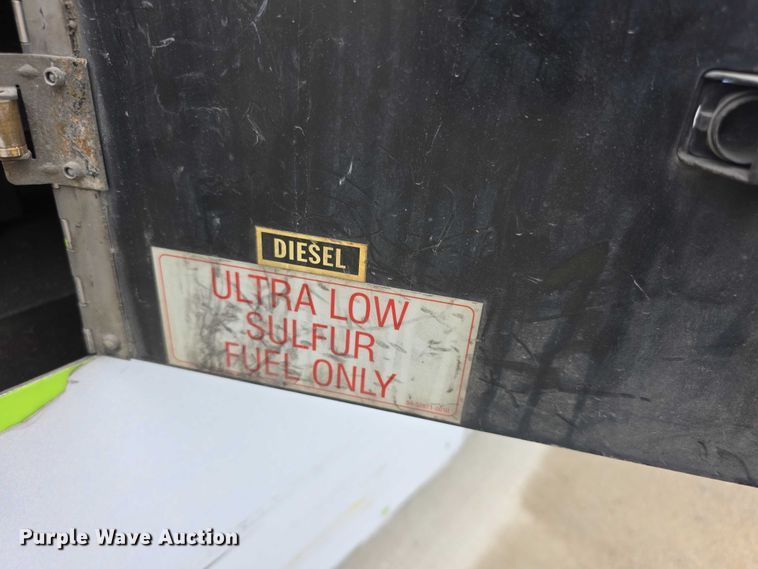 DIESEL
ULTRA LOW
SULFUR
FUEL ONLY
Purple Wave Auction